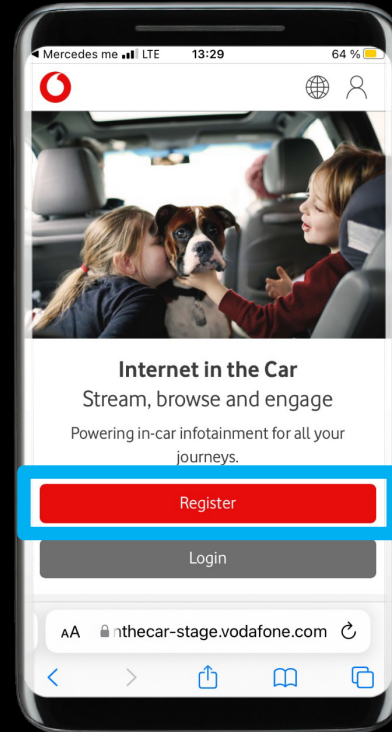 ◀ Mercedes me LTE 13:29 64 %
Internet in the Car
Stream, browse and engage
Powering in-car infotainment for all your
journeys.
Register
Login
AA nthecar-stage.vodafone.com